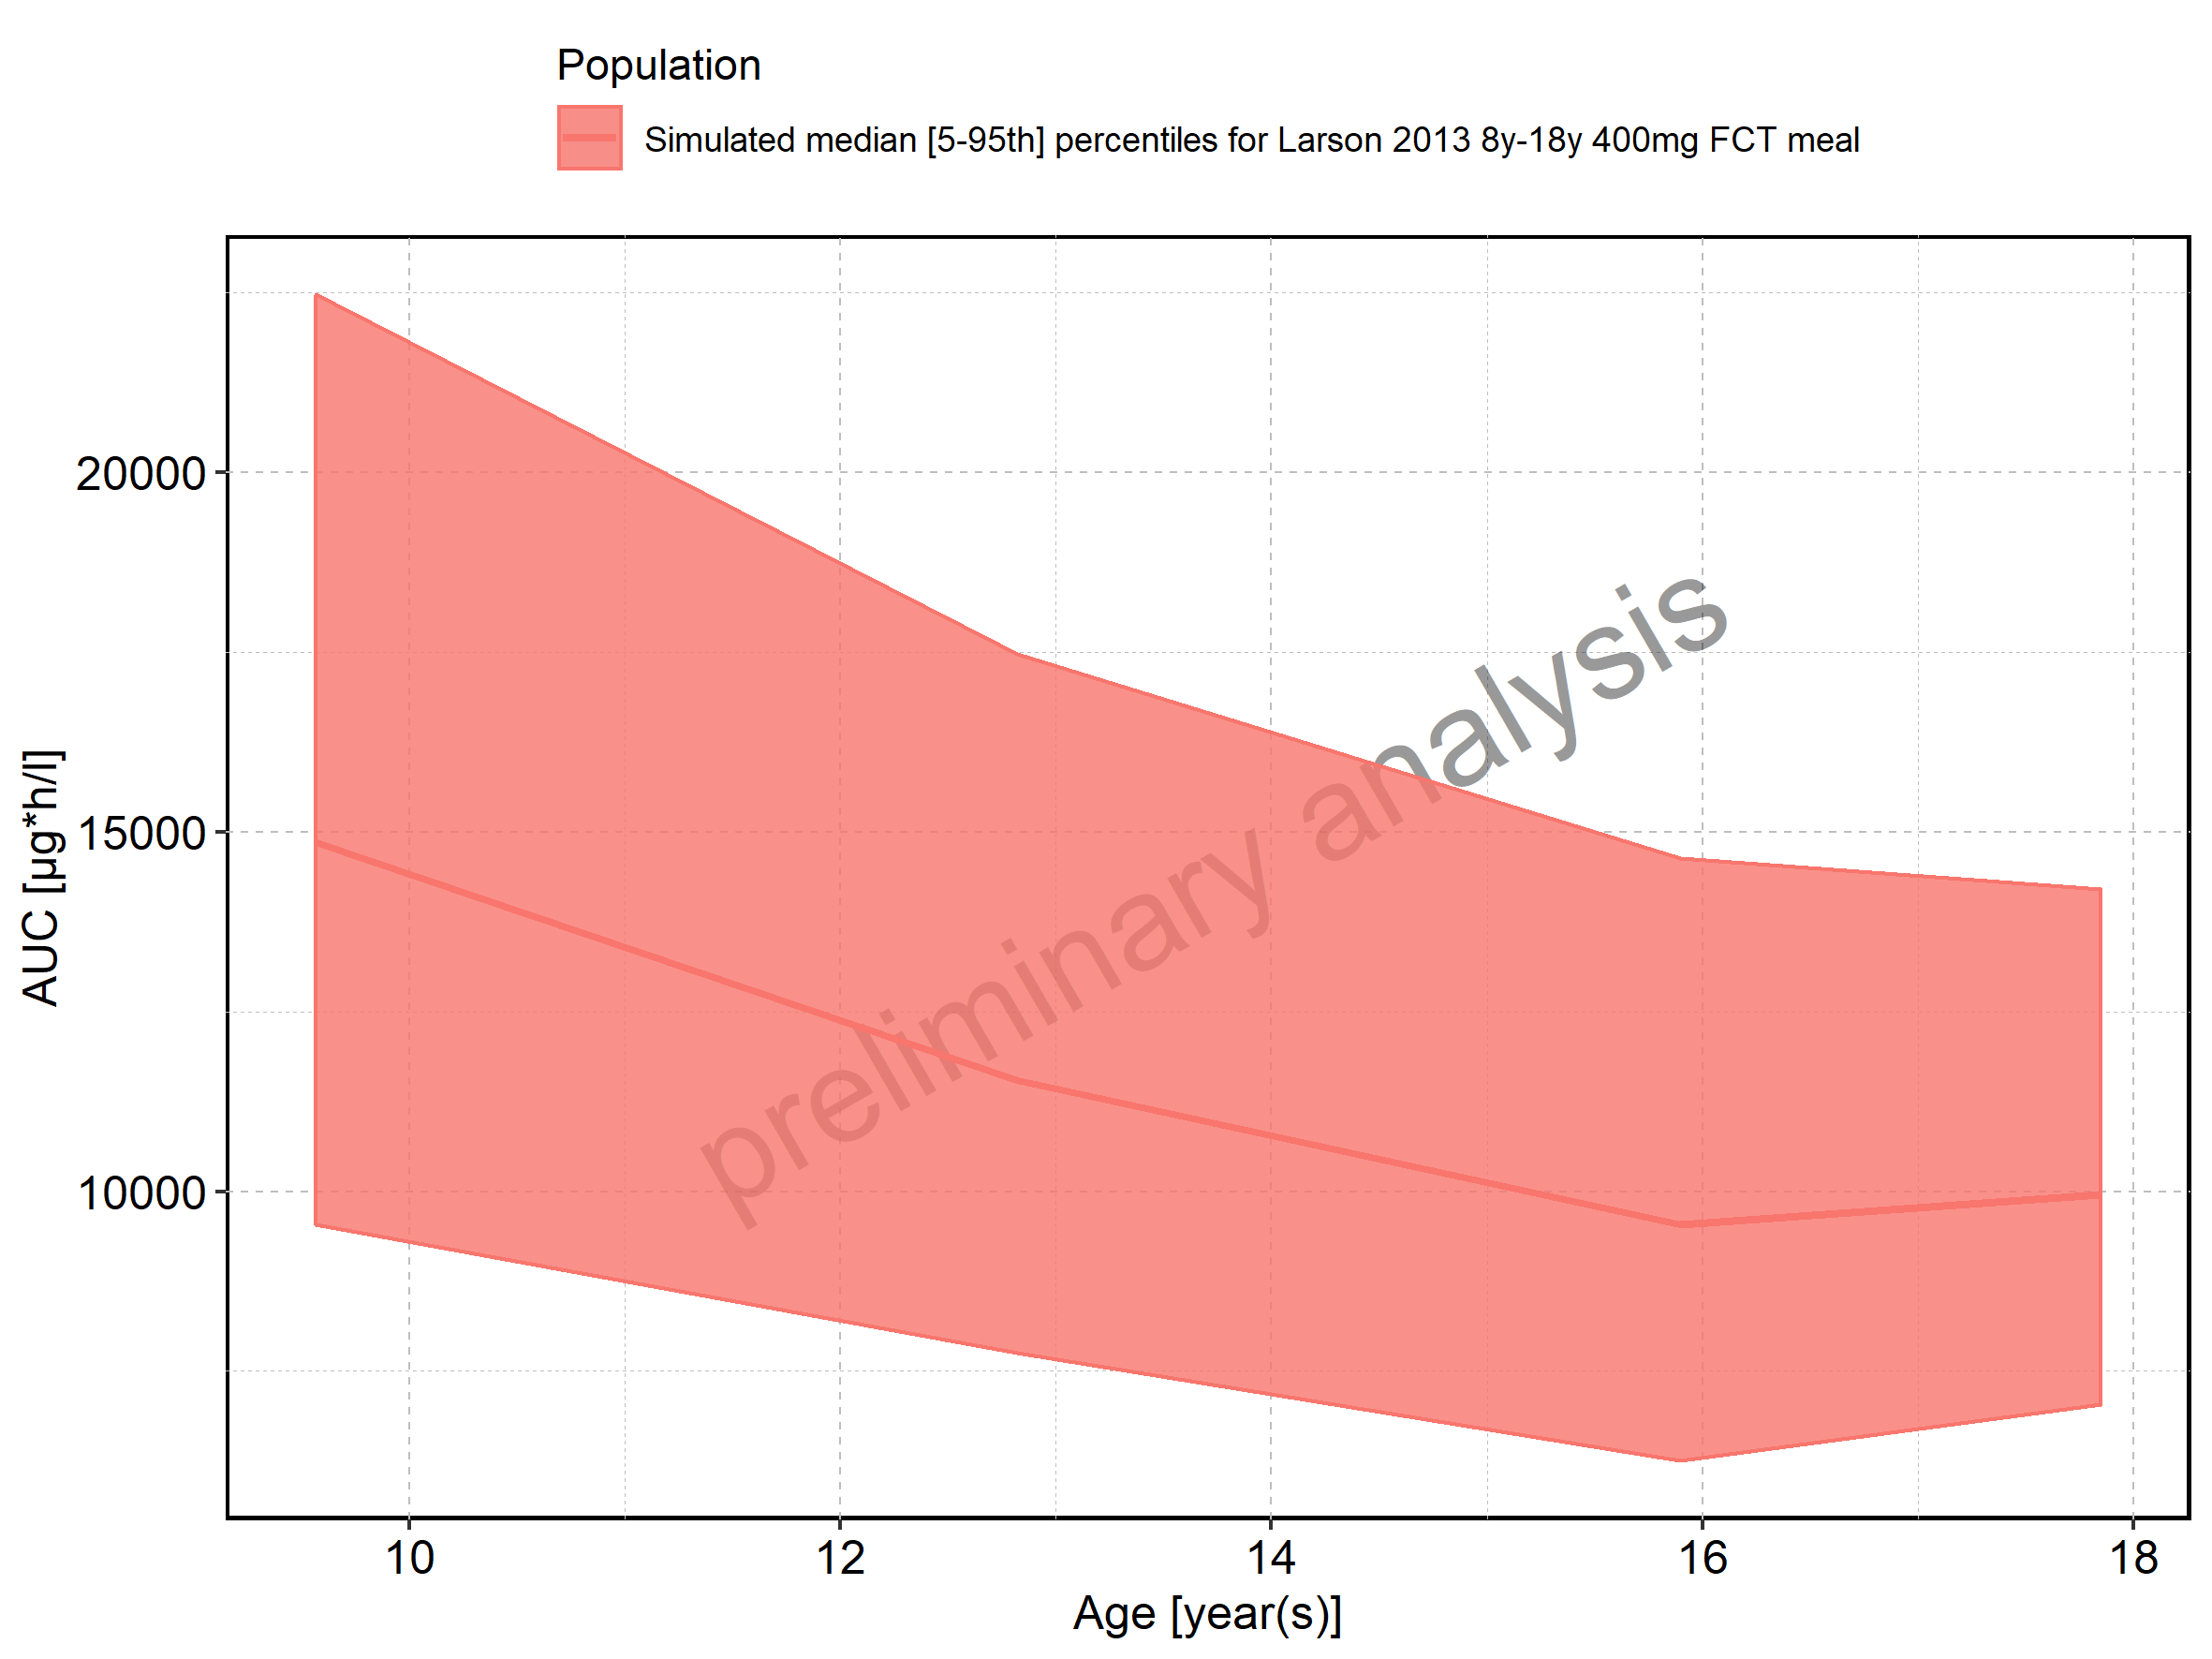 Population
Simulated median [5-95th] percentiles for Larson 2013 8y-18y 400mg FCT meal
20000
15000
10000
AUC [µg*h/l]
preliminary analysis
10 12 14 16 18
Age [year(s)]